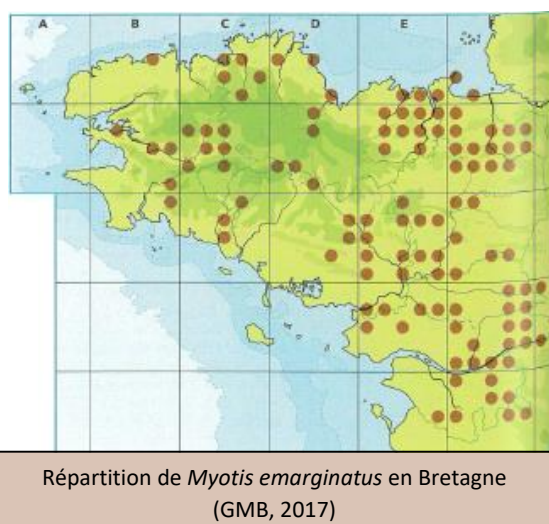 A B C D E F
Répartition de Myotis emarginatus en Bretagne
(GMB, 2017)